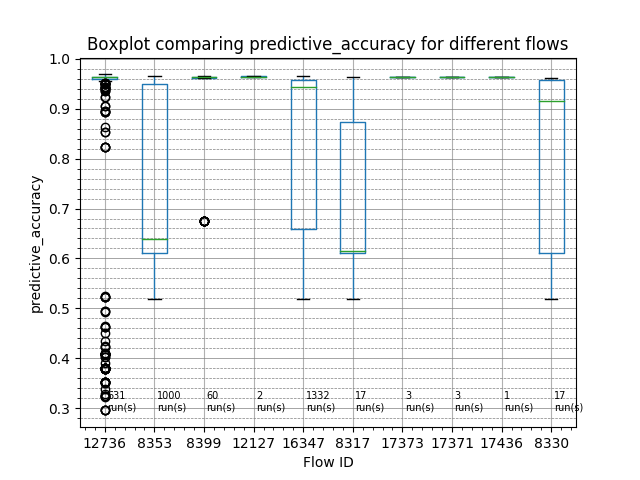 Boxplot comparing predictive_accuracy for different flows
predictive_accuracy
1.0
0.9
0.8
0.7
0.6
0.5
0.4
0.3
631 1000 60 2 1332 17 3 3 1 17
run(s) run(s) run(s) run(s) run(s) run(s) run(s) run(s) run(s) run(s)
12736 8353 8399 12127 16347 8317 17373 17371 17436 8330
Flow ID